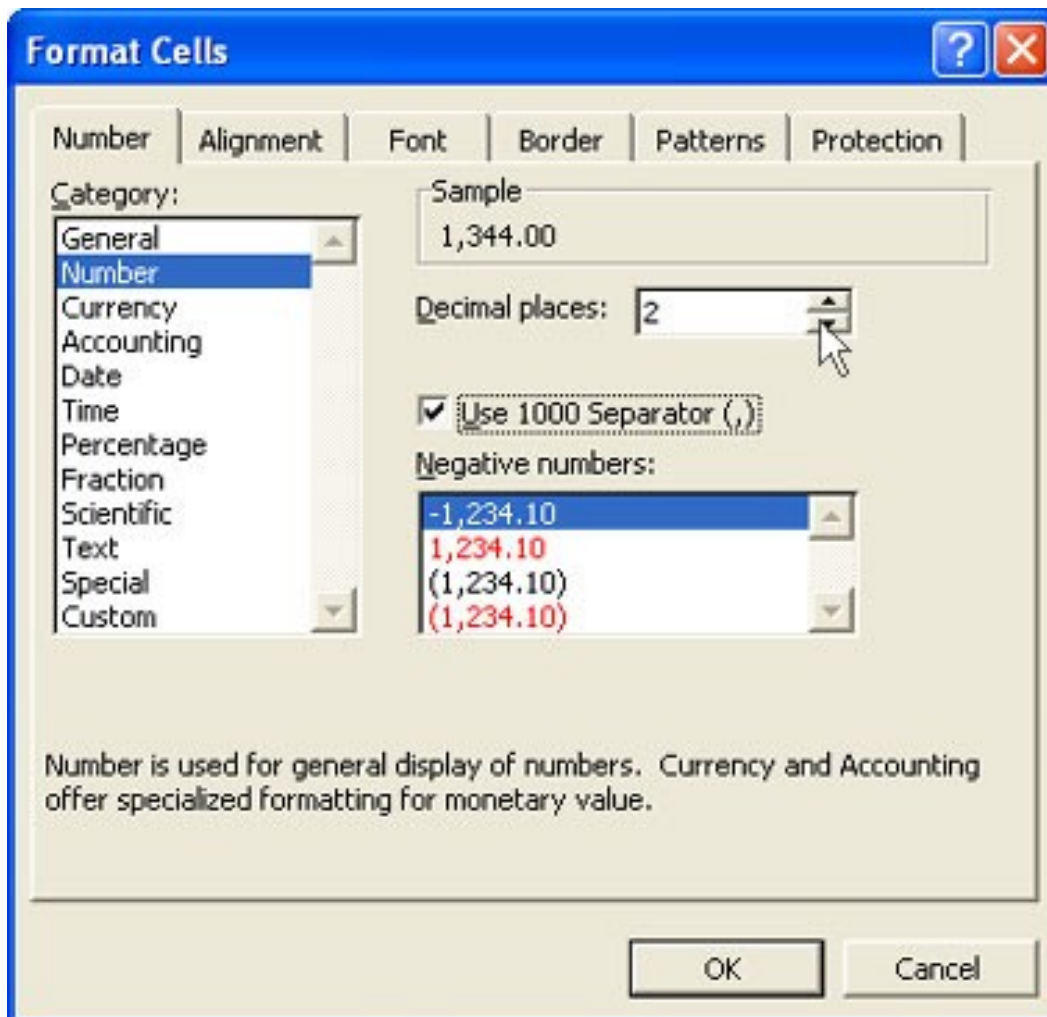 Format Cells
?
Number Alignment Font Border Patterns Protection
Category:
General
Number
Currency
Accounting
Date
Time
Percentage
Fraction
Scientific
Text
Special
Custom
Sample
1,344.00
Decimal places: 2
Use 1000 Separator (,)
Negative numbers:
-1,234.10
1,234.10
(1,234.10)
(1,234.10)
Number is used for general display of numbers. Currency and Accounting
offer specialized formatting for monetary value.
OK Cancel